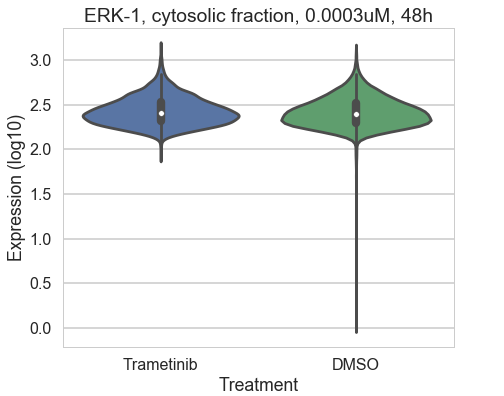 ERK-1, cytosolic fraction, 0.0003uM, 48h
Expression (log10)
3.0
2.5
2.0
1.5
1.0
0.5
0.0
Trametinib DMSO
Treatment